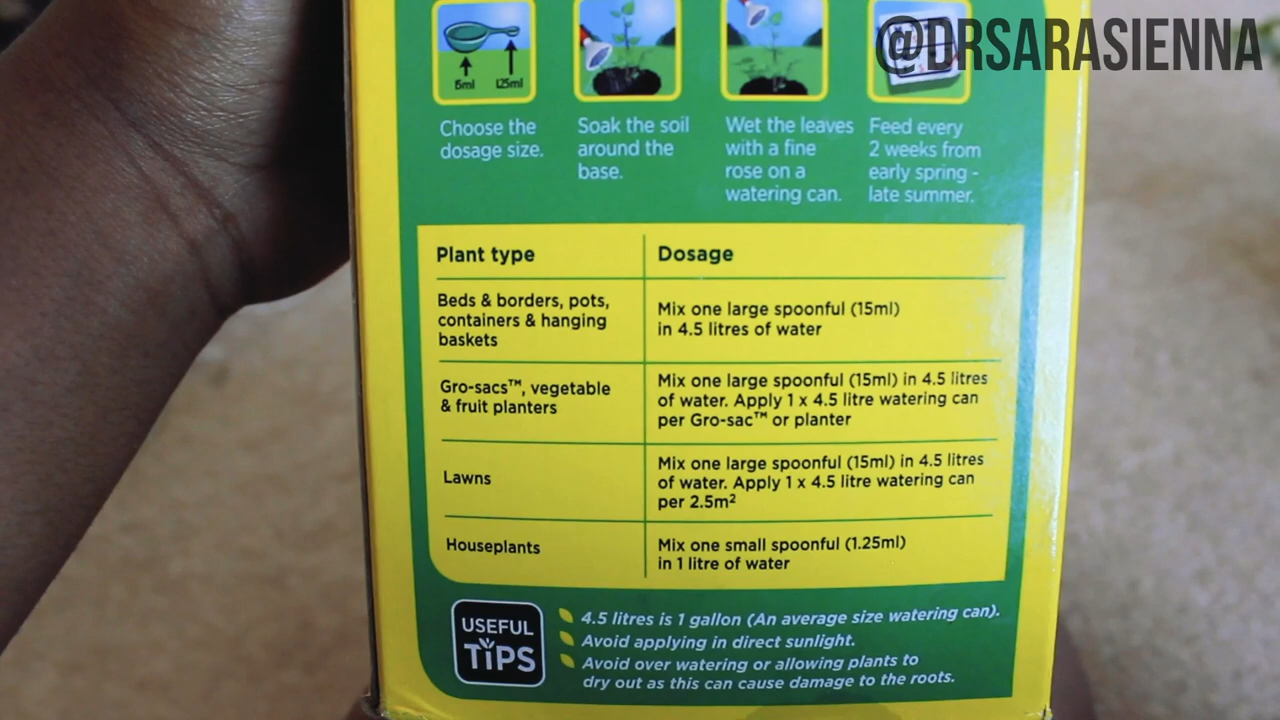 @DRSARASIENNA
15ml 1.25ml
Choose the
dosage size.
Soak the soil
around the
base.
Wet the leaves
with a fine
rose on a
watering can.
Feed every
2 weeks from
early spring -
late summer.
Plant type
Dosage
Beds & borders, pots,
containers & hanging
baskets
Mix one large spoonful (15ml)
in 4.5 litres of water
Gro-sacs™, vegetable
& fruit planters
Mix one large spoonful (15ml) in 4.5 litres
of water. Apply 1 x 4.5 litre watering can
per Gro-sac™ or planter
Lawns
Mix one large spoonful (15ml) in 4.5 litres
of water. Apply 1 x 4.5 litre watering can
per 2.5m²
Houseplants
Mix one small spoonful (1.25ml)
in 1 litre of water
USEFUL
TiPS
4.5 litres is 1 gallon (An average size watering can).
Avoid applying in direct sunlight.
Avoid over watering or allowing plants to
dry out as this can cause damage to the roots.